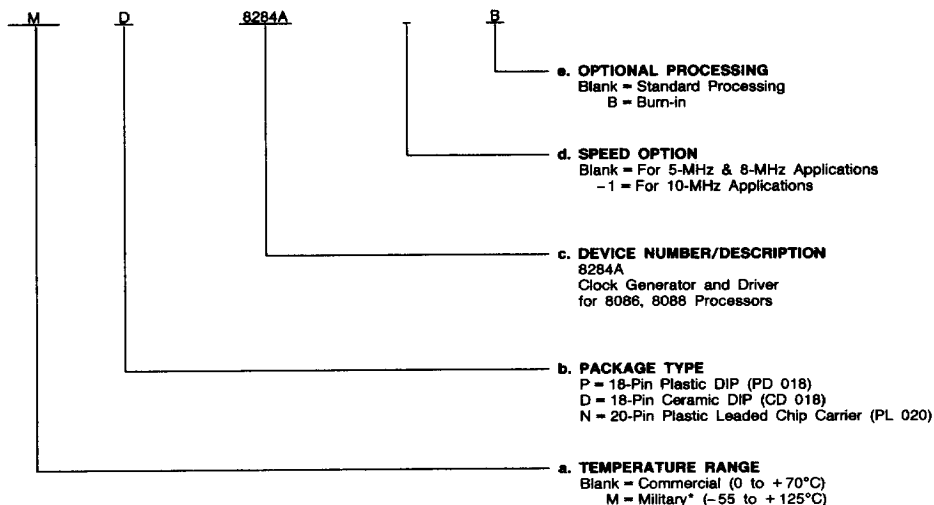 M D 8284A - B
e. OPTIONAL PROCESSING
Blank = Standard Processing
B = Burn-in
d. SPEED OPTION
Blank = For 5-MHz & 8-MHz Applications
-1 = For 10-MHz Applications
c. DEVICE NUMBER/DESCRIPTION
8284A
Clock Generator and Driver
for 8086, 8088 Processors
b. PACKAGE TYPE
P = 18-Pin Plastic DIP (PD 018)
D = 18-Pin Ceramic DIP (CD 018)
N = 20-Pin Plastic Leaded Chip Carrier (PL 020)
a. TEMPERATURE RANGE
Blank = Commercial (0 to +70°C)
M = Military* (-55 to +125°C)